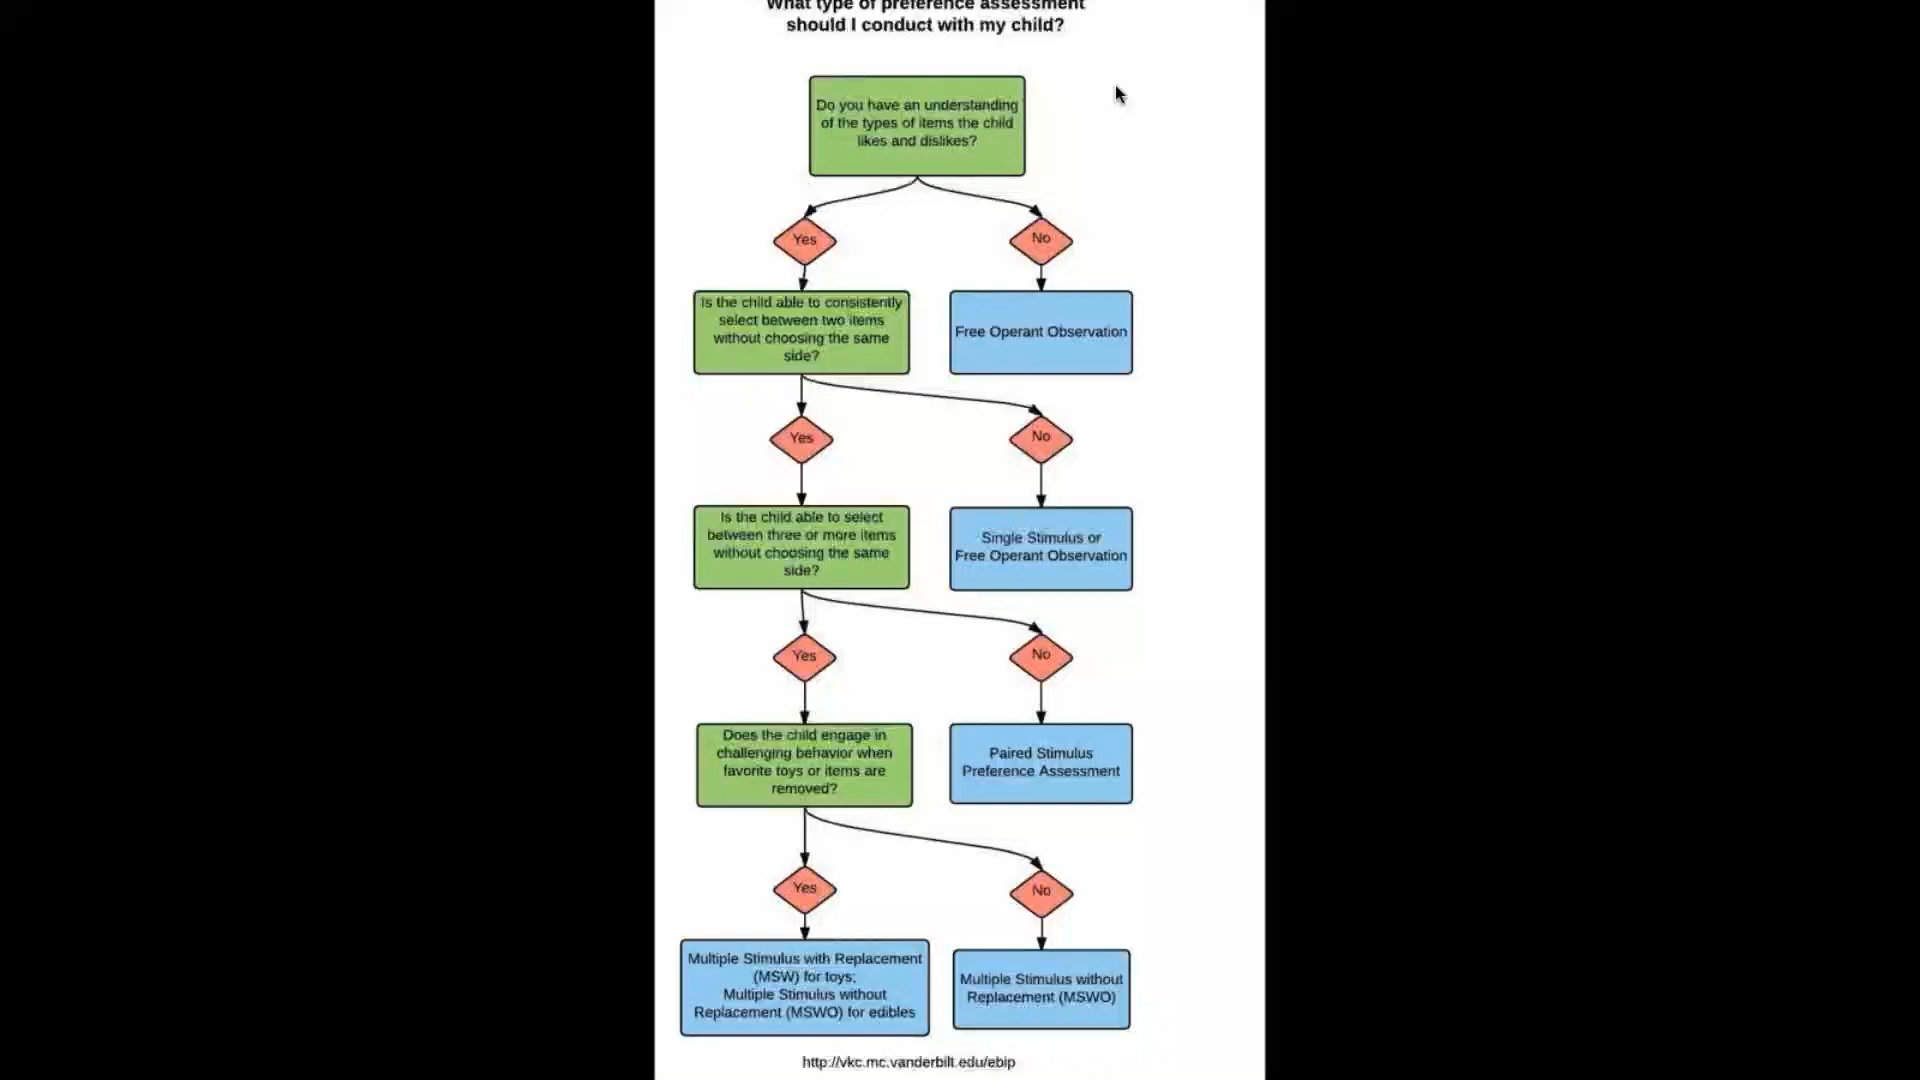 What type of preference assessment
should I conduct with my child?
Do you have an understanding
of the types of items the child
likes and dislikes?
Yes
No
Is the child able to consistently
select between two items
without choosing the same
side?
Free Operant Observation
Yes
No
Is the child able to select
between three or more items
without choosing the same
side?
Single Stimulus or
Free Operant Observation
Yes
No
Does the child engage in
challenging behavior when
favorite toys or items are
removed?
Paired Stimulus
Preference Assessment
Yes
No
Multiple Stimulus with Replacement
(MSW) for toys;
Multiple Stimulus without
Replacement (MSWO) for edibles
Multiple Stimulus without
Replacement (MSWO)
http://vkc.mc.vanderbilt.edu/ebip